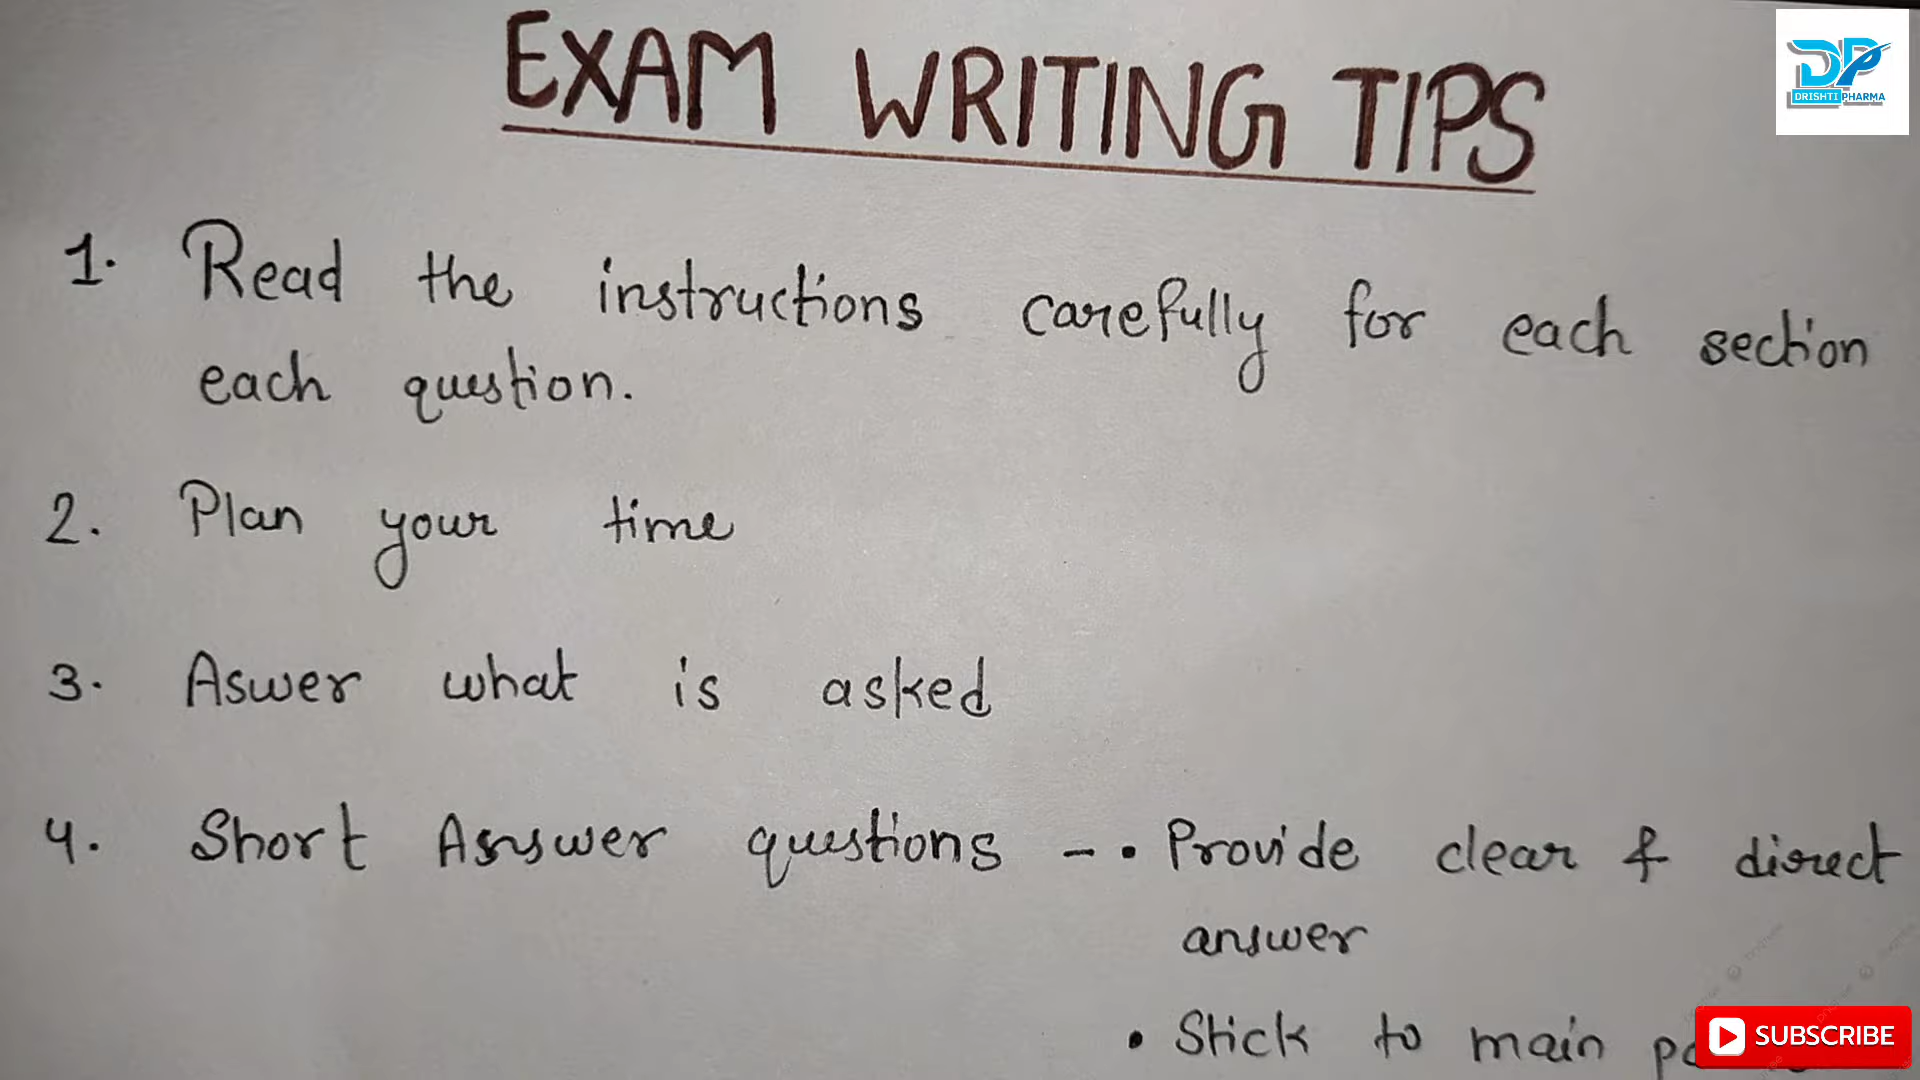 EXAM WRITING TIPS
DP
DRISHTI PHARMA
1. Read the instructions carefully for each section
each question.
2. Plan your time
3. Aswer what is asked
4. Short Answer questions - • Provide clear & direct
answer
• Stick to main
SUBSCRIBE